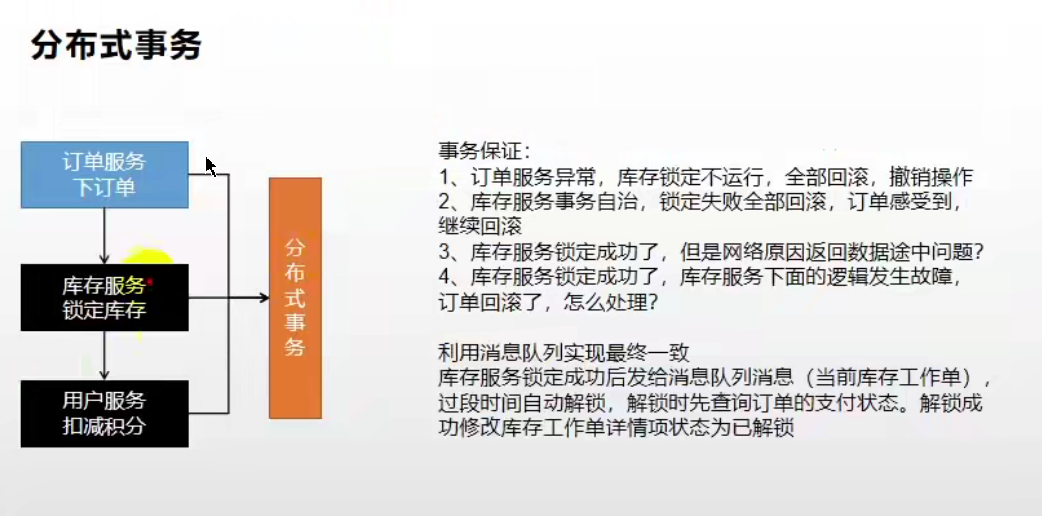 分布式事务
订单服务
下订单
库存服务
锁定库存
用户服务
扣减积分
分布式事务
事务保证：
1、订单服务异常，库存锁定不运行，全部回滚，撤销操作
2、库存服务事务自治，锁定失败全部回滚，订单感受到，
继续回滚
3、库存服务锁定成功了，但是网络原因返回数据途中问题？
4、库存服务锁定成功了，库存服务下面的逻辑发生故障，
订单回滚了，怎么处理？
利用消息队列实现最终一致
库存服务锁定成功后发给消息队列消息（当前库存工作单），
过段时间自动解锁，解锁时先查询订单的支付状态。解锁成
功修改库存工作单详情项状态为已解锁